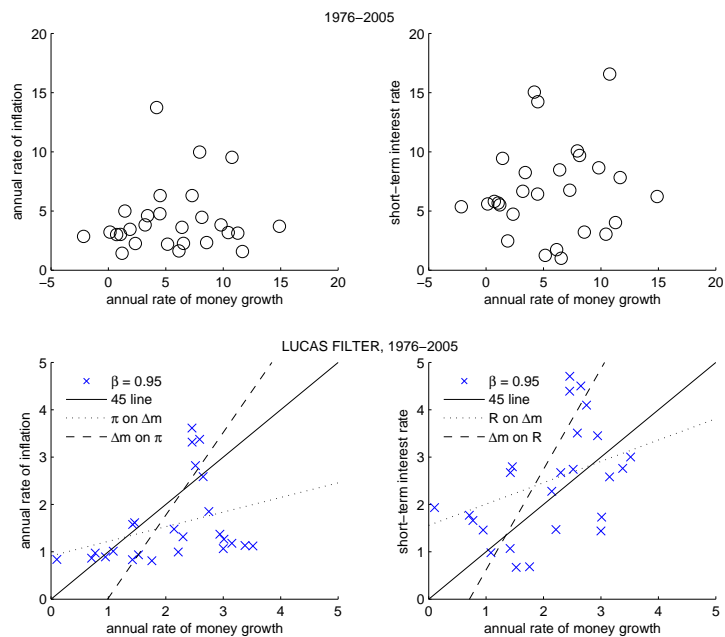 1976−2005
20
15
10
5
0
−5 0 5 10 15 20
annual rate of money growth
annual rate of inflation
20
15
10
5
0
−5 0 5 10 15 20
annual rate of money growth
short−term interest rate
LUCAS FILTER, 1976−2005
5
4
3
2
1
0
0 1 2 3 4 5
annual rate of money growth
annual rate of inflation
β = 0.95
45 line
π on Δm
Δm on π
5
4
3
2
1
0
0 1 2 3 4 5
annual rate of money growth
short−term interest rate
β = 0.95
45 line
R on Δm
Δm on R